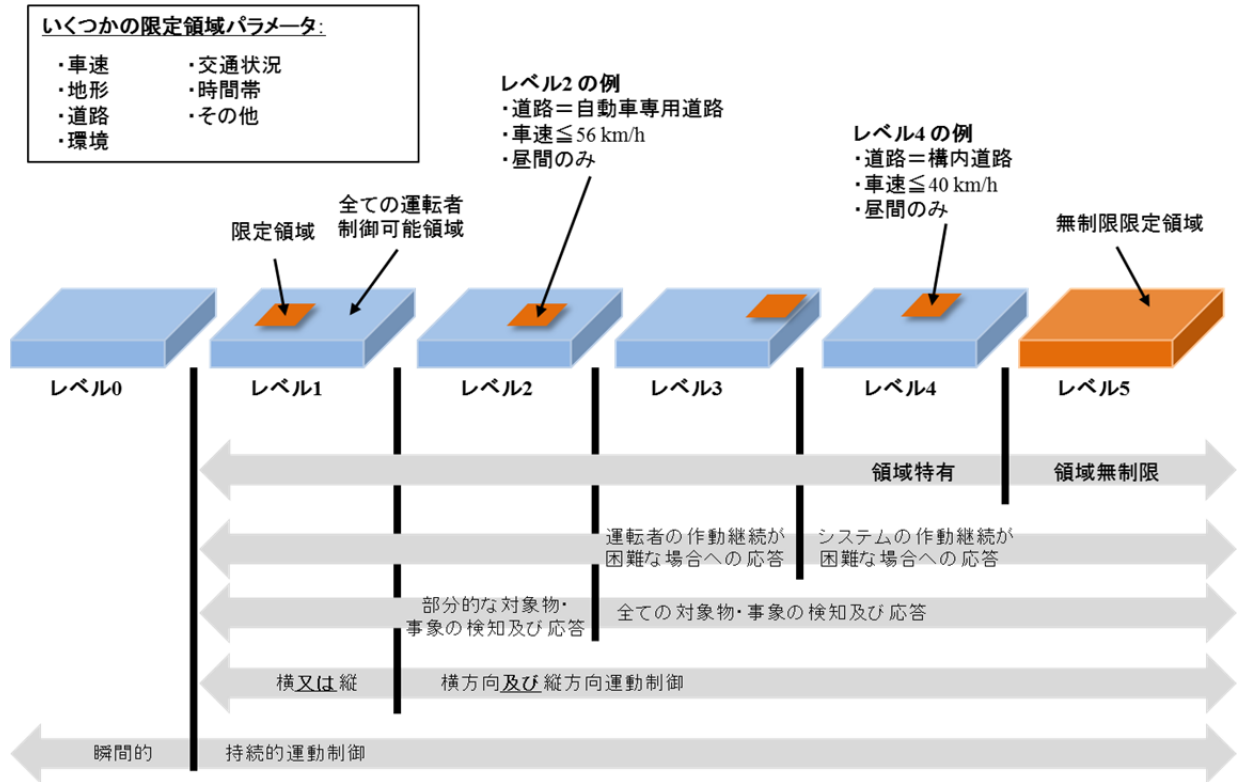 いくつかの限定領域パラメータ:
・車速 ・交通状況
・地形 ・時間帯
・道路 ・その他
・環境
レベル2の例
・道路＝自動車専用道路
・車速≦56 km/h
・昼間のみ
レベル4の例
・道路＝構内道路
・車速≦40 km/h
・昼間のみ
限定領域
全ての運転者
制御可能領域
無制限限定領域
レベル0
レベル1
レベル2
レベル3
レベル4
レベル5
領域特有
領域無制限
運転者の作動継続が
困難な場合への応答
システムの作動継続が
困難な場合への応答
部分的な対象物・
事象の検知及び応答
全ての対象物・事象の検知及び応答
横又は縦
横方向及び縦方向運動制御
瞬間的
持続的運動制御